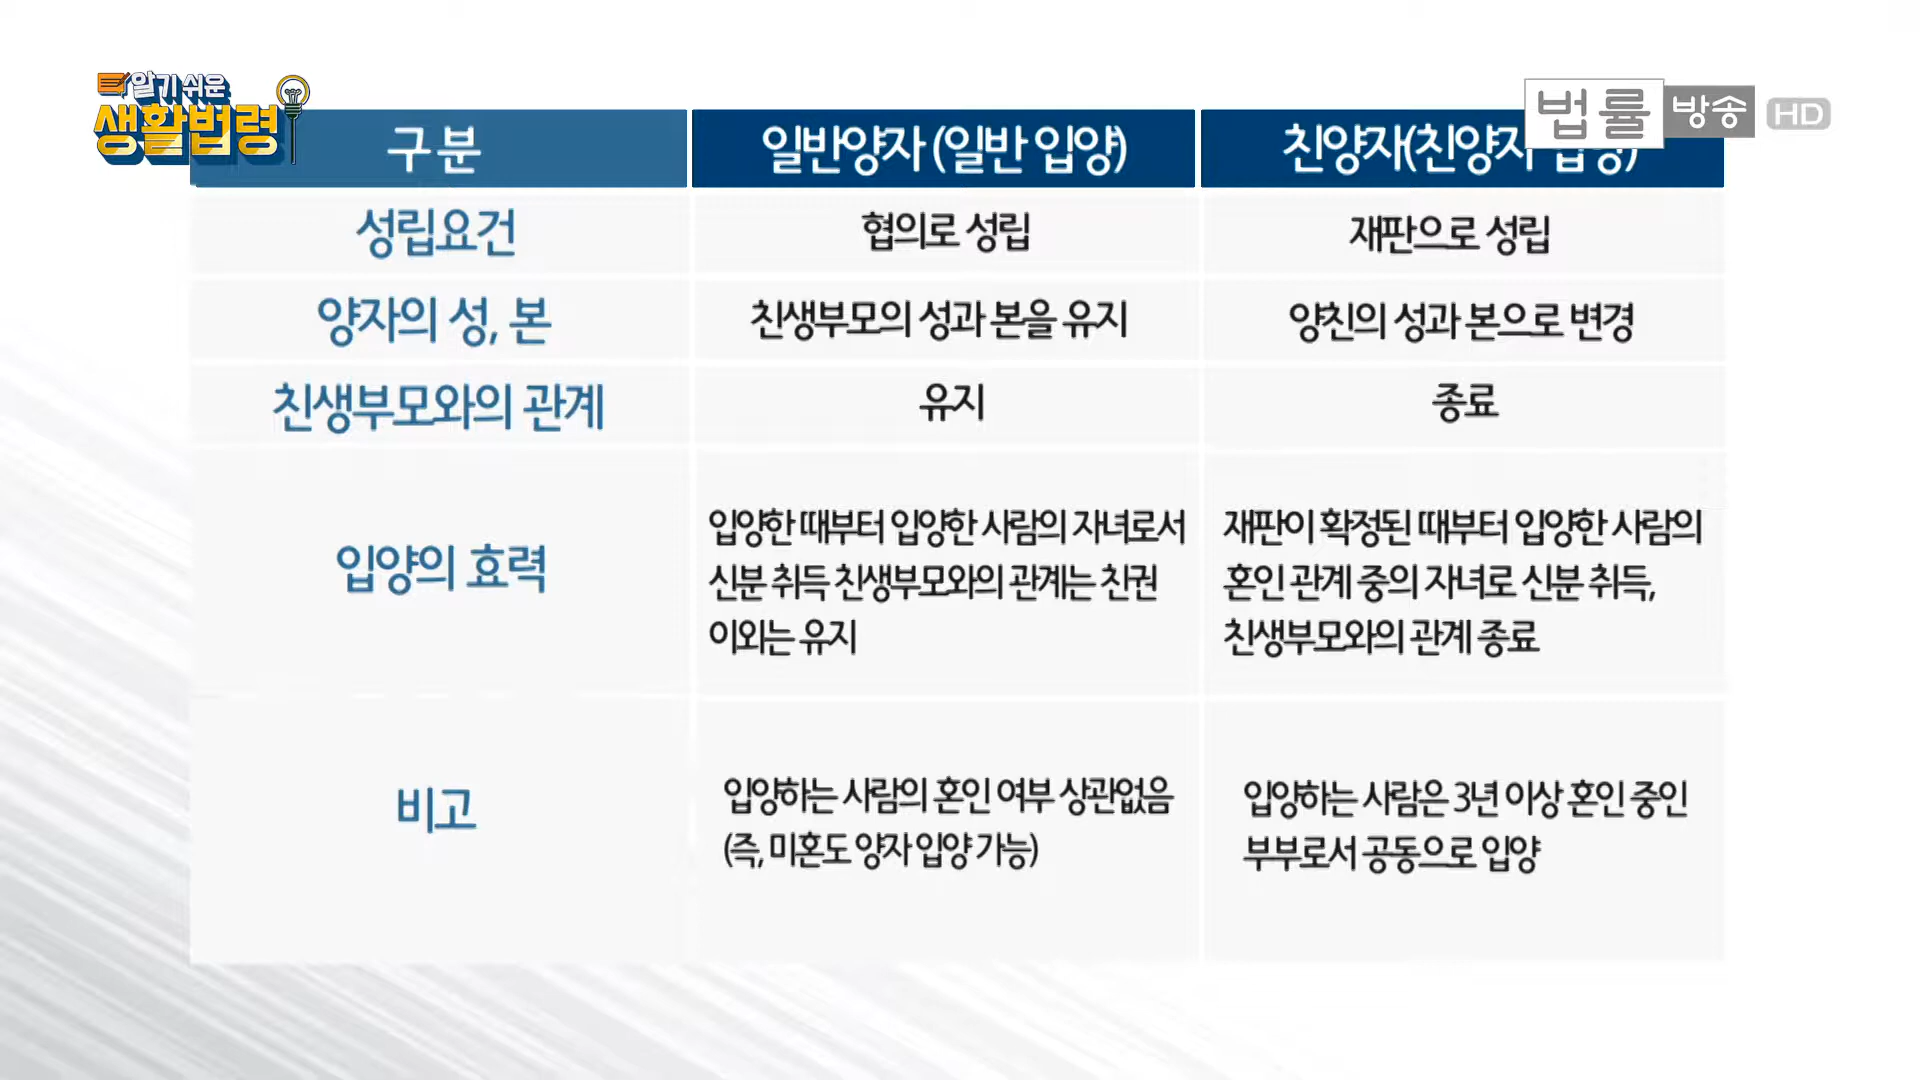 알기 쉬운
생활법령
법률 방송 HD
구분
일반양자 (일반 입양)
친양자(친양자 입양)
성립요건
협의로 성립
재판으로 성립
양자의 성, 본
친생부모의 성과 본을 유지
양친의 성과 본으로 변경
친생부모와의 관계
유지
종료
입양의 효력
입양한 때부터 입양한 사람의 자녀로서
신분 취득 친생부모와의 관계는 친권
이외는 유지
재판이 확정된 때부터 입양한 사람의
혼인 관계 중의 자녀로 신분 취득,
친생부모와의 관계 종료
비고
입양하는 사람의 혼인 여부 상관없음
(즉, 미혼도 양자 입양 가능)
입양하는 사람은 3년 이상 혼인 중인
부부로서 공동으로 입양